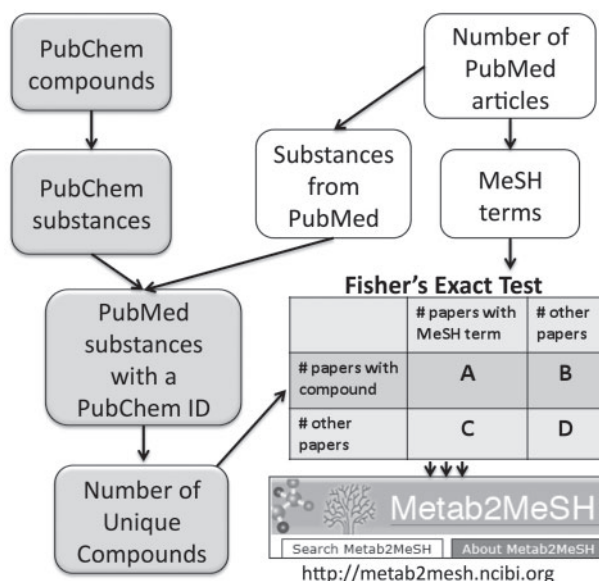 PubChem
compounds
Number of
PubMed
articles
PubChem
substances
Substances
from
PubMed
MeSH
terms
PubMed
substances
with a
PubChem ID
Fisher's Exact Test
# papers with
MeSH term
# other
papers
# papers with
compound
A
B
# other
papers
C
D
Number of
Unique
Compounds
Metab2MeSH
Search Metab2MeSH
About Metab2MeSH
http://metab2mesh.ncibi.org